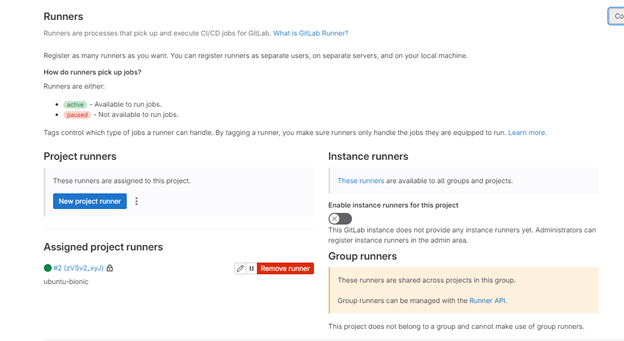 Runners
Co
Runners are processes that pick up and execute CI/CD jobs for GitLab. What is GitLab Runner?
Register as many runners as you want. You can register runners as separate users, on separate servers, and on your local machine.
How do runners pick up jobs?
Runners are either:
active - Available to run jobs.
paused - Not available to run jobs.
Tags control which type of jobs a runner can handle. By tagging a runner, you make sure runners only handle the jobs they are equipped to run. Learn more.
Project runners
These runners are assigned to this project.
New project runner
Assigned project runners
#2 (zVSv2_xyJ)
Remove runner
ubuntu-bionic
Instance runners
These runners are available to all groups and projects.
Enable instance runners for this project
This GitLab instance does not provide any instance runners yet. Administrators can
register instance runners in the admin area.
Group runners
These runners are shared across projects in this group.
Group runners can be managed with the Runner API.
This project does not belong to a group and cannot make use of group runners.